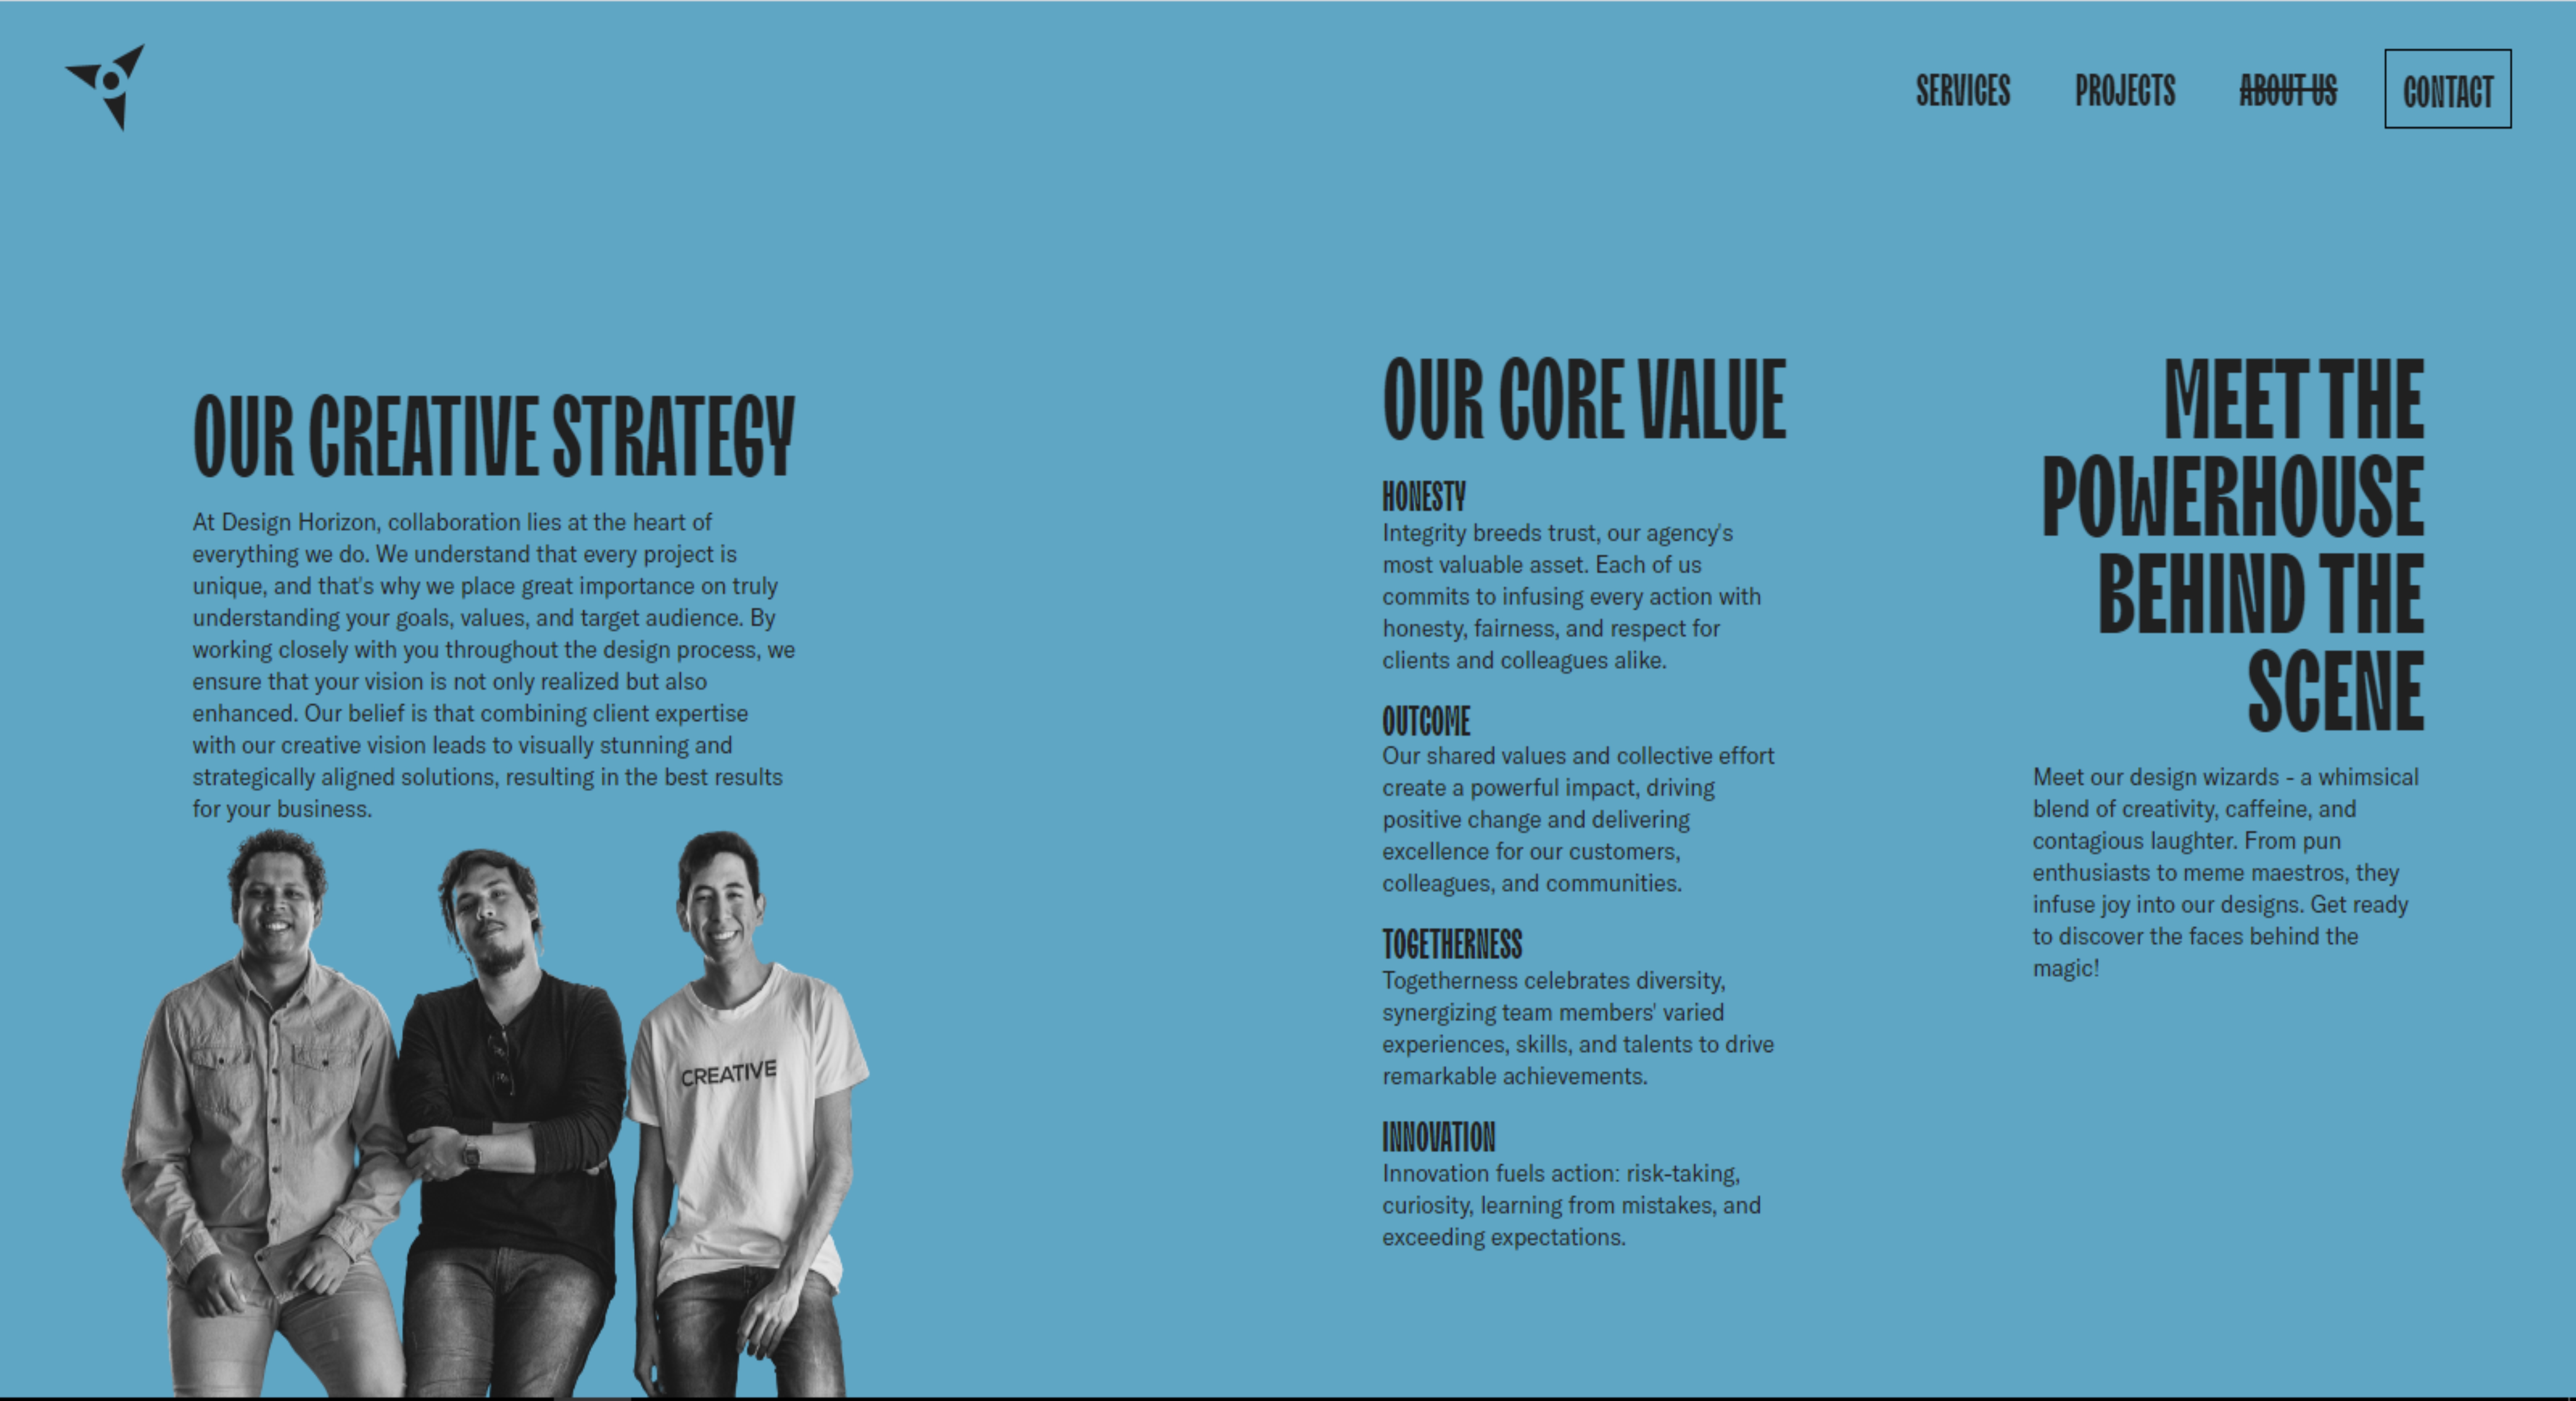 SERVICES
PROJECTS
ABOUT US
CONTACT
OUR CREATIVE STRATEGY
At Design Horizon, collaboration lies at the heart of
everything we do. We understand that every project is
unique, and that's why we place great importance on truly
understanding your goals, values, and target audience. By
working closely with you throughout the design process, we
ensure that your vision is not only realized but also
enhanced. Our belief is that combining client expertise
with our creative vision leads to visually stunning and
strategically aligned solutions, resulting in the best results
for your business.
CREATIVE
OUR CORE VALUE
HONESTY
Integrity breeds trust, our agency's
most valuable asset. Each of us
commits to infusing every action with
honesty, fairness, and respect for
clients and colleagues alike.
OUTCOME
Our shared values and collective effort
create a powerful impact, driving
positive change and delivering
excellence for our customers,
colleagues, and communities.
TOGETHERNESS
Togetherness celebrates diversity,
synergizing team members' varied
experiences, skills, and talents to drive
remarkable achievements.
INNOVATION
Innovation fuels action: risk-taking,
curiosity, learning from mistakes, and
exceeding expectations.
MEET THE
POWERHOUSE
BEHIND THE
SCENE
Meet our design wizards - a whimsical
blend of creativity, caffeine, and
contagious laughter. From pun
enthusiasts to meme maestros, they
infuse joy into our designs. Get ready
to discover the faces behind the
magic!